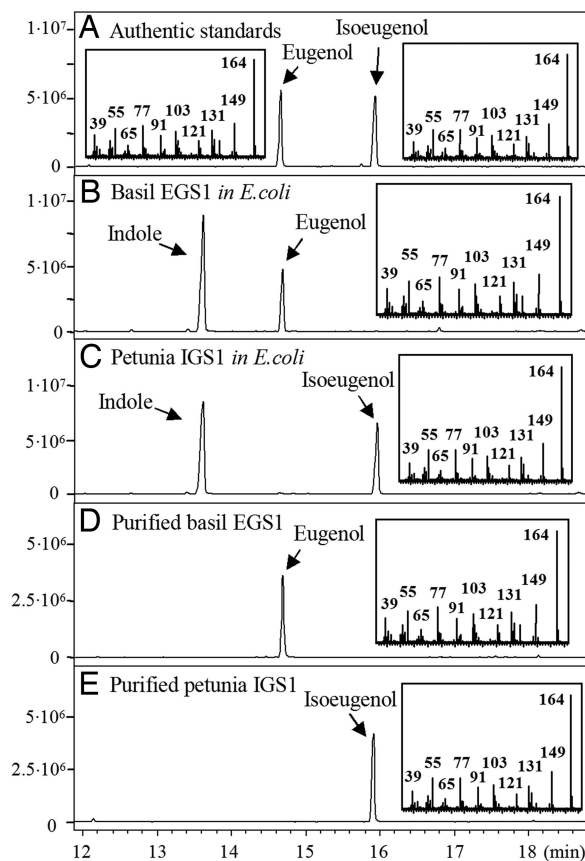 A Authentic standards
1·10⁷
5·10⁶
0
Eugenol
Isoeugenol
39 55 65 77 91 103 121 131 149 164
39 55 65 77 91 103 121 131 149 164
B Basil EGS1 in E.coli
1·10⁷
5·10⁶
0
Indole
Eugenol
39 55 65 77 91 103 121 131 149 164
C Petunia IGS1 in E.coli
1·10⁷
5·10⁶
0
Indole
Isoeugenol
39 55 65 77 91 103 121 131 149 164
D Purified basil EGS1
5·10⁶
2.5·10⁶
0
Eugenol
39 55 65 77 91 103 121 131 149 164
E Purified petunia IGS1
5·10⁶
2.5·10⁶
0
Isoeugenol
39 55 65 77 91 103 121 131 149 164
12 13 14 15 16 17 18 (min)